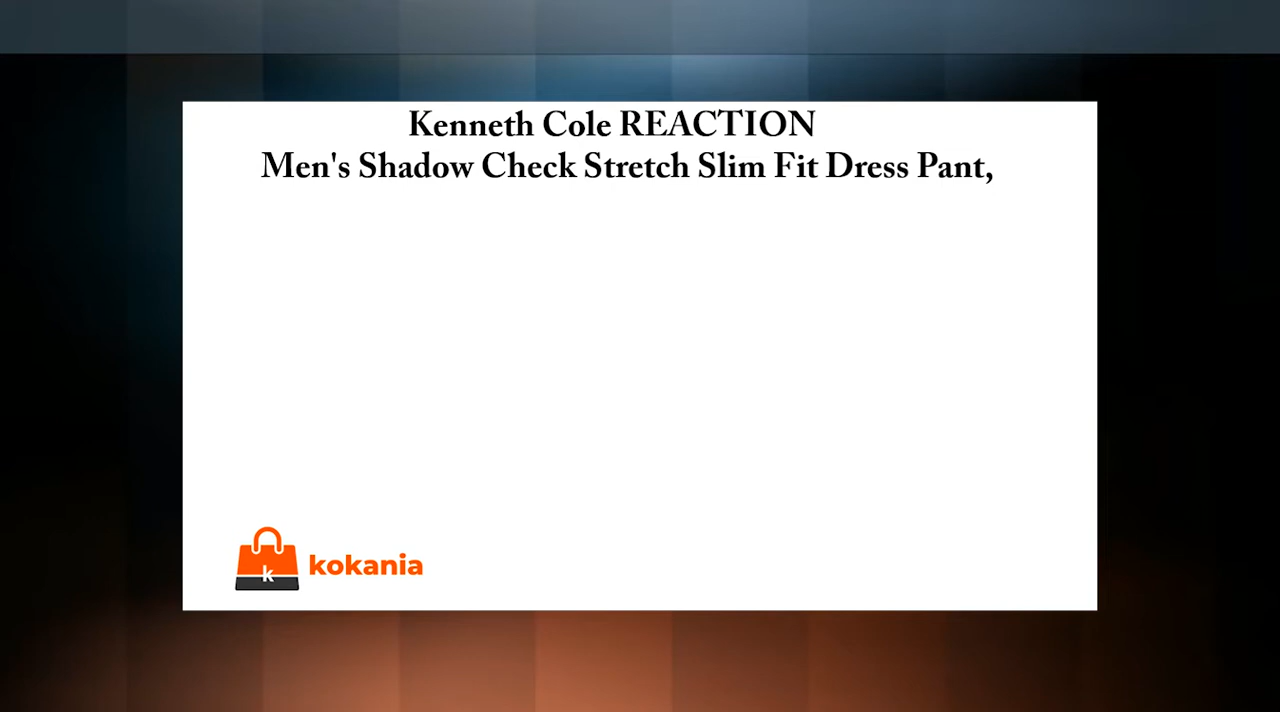 Kenneth Cole REACTION
Men's Shadow Check Stretch Slim Fit Dress Pant,
k
kokania